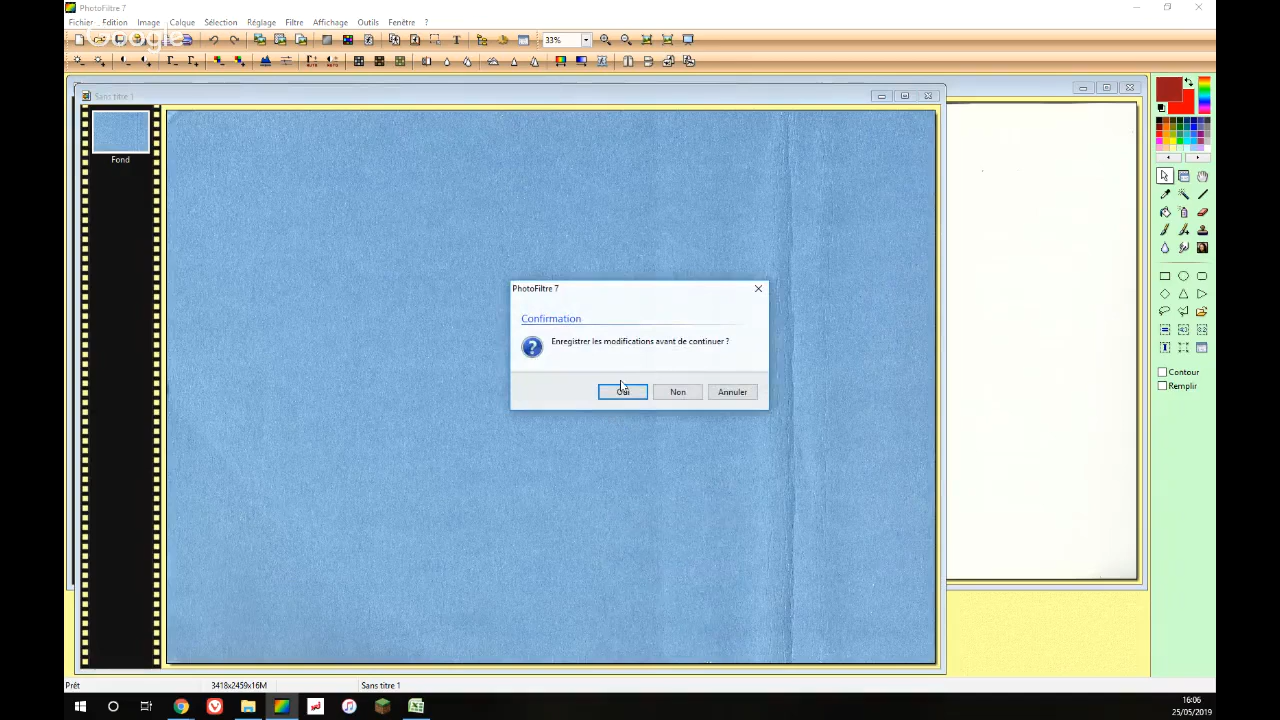 PhotoFiltre 7
Fichier Edition Image Calque Sélection Réglage Filtre Affichage Outils Fenêtre ?
Google
33%
Sans titre 1
Fond
PhotoFiltre 7
Confirmation
Enregistrer les modifications avant de continuer ?
Oui Non Annuler
Contour
Remplir
Prêt 3418x2459x16M Sans titre 1
16:06
25/05/2019